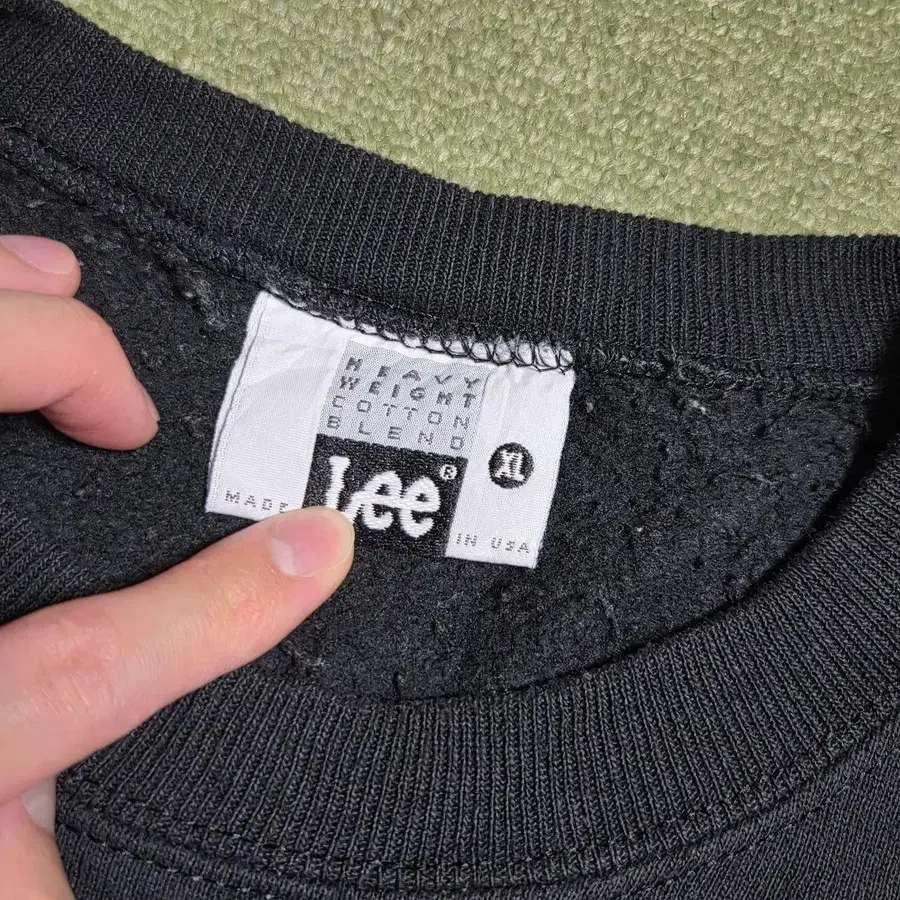 HEAVY
WEIGHT
COTTON
BLEND
Lee®
XL
MADE IN USA